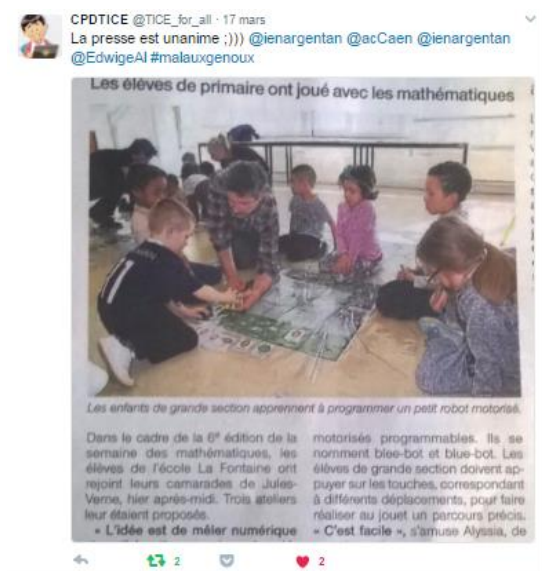 CPDTICE @TICE_for_all · 17 mars
La presse est unanime ;))) @ienargentan @acCaen @ienargentan
@EdwigeAl #malauxgenoux
Les élèves de primaire ont joué avec les mathématiques
11
Les enfants de grande section apprennent à programmer un petit robot motorisé.
Dans le cadre de la 6e édition de la
semaine des mathématiques, les
élèves de l'école La Fontaine ont
rejoint leurs camarades de Jules-
Verne, hier après-midi. Trois ateliers
leur étaient proposés.
« L'idée est de mêler numérique
motorisés programmables. Ils se
nomment blee-bot et blue-bot. Les
élèves de grande section doivent ap-
puyer sur les touches, correspondant
à différents déplacements, pour faire
réaliser au jouet un parcours précis.
« C'est facile », s'amuse Alyssia, de
2
2